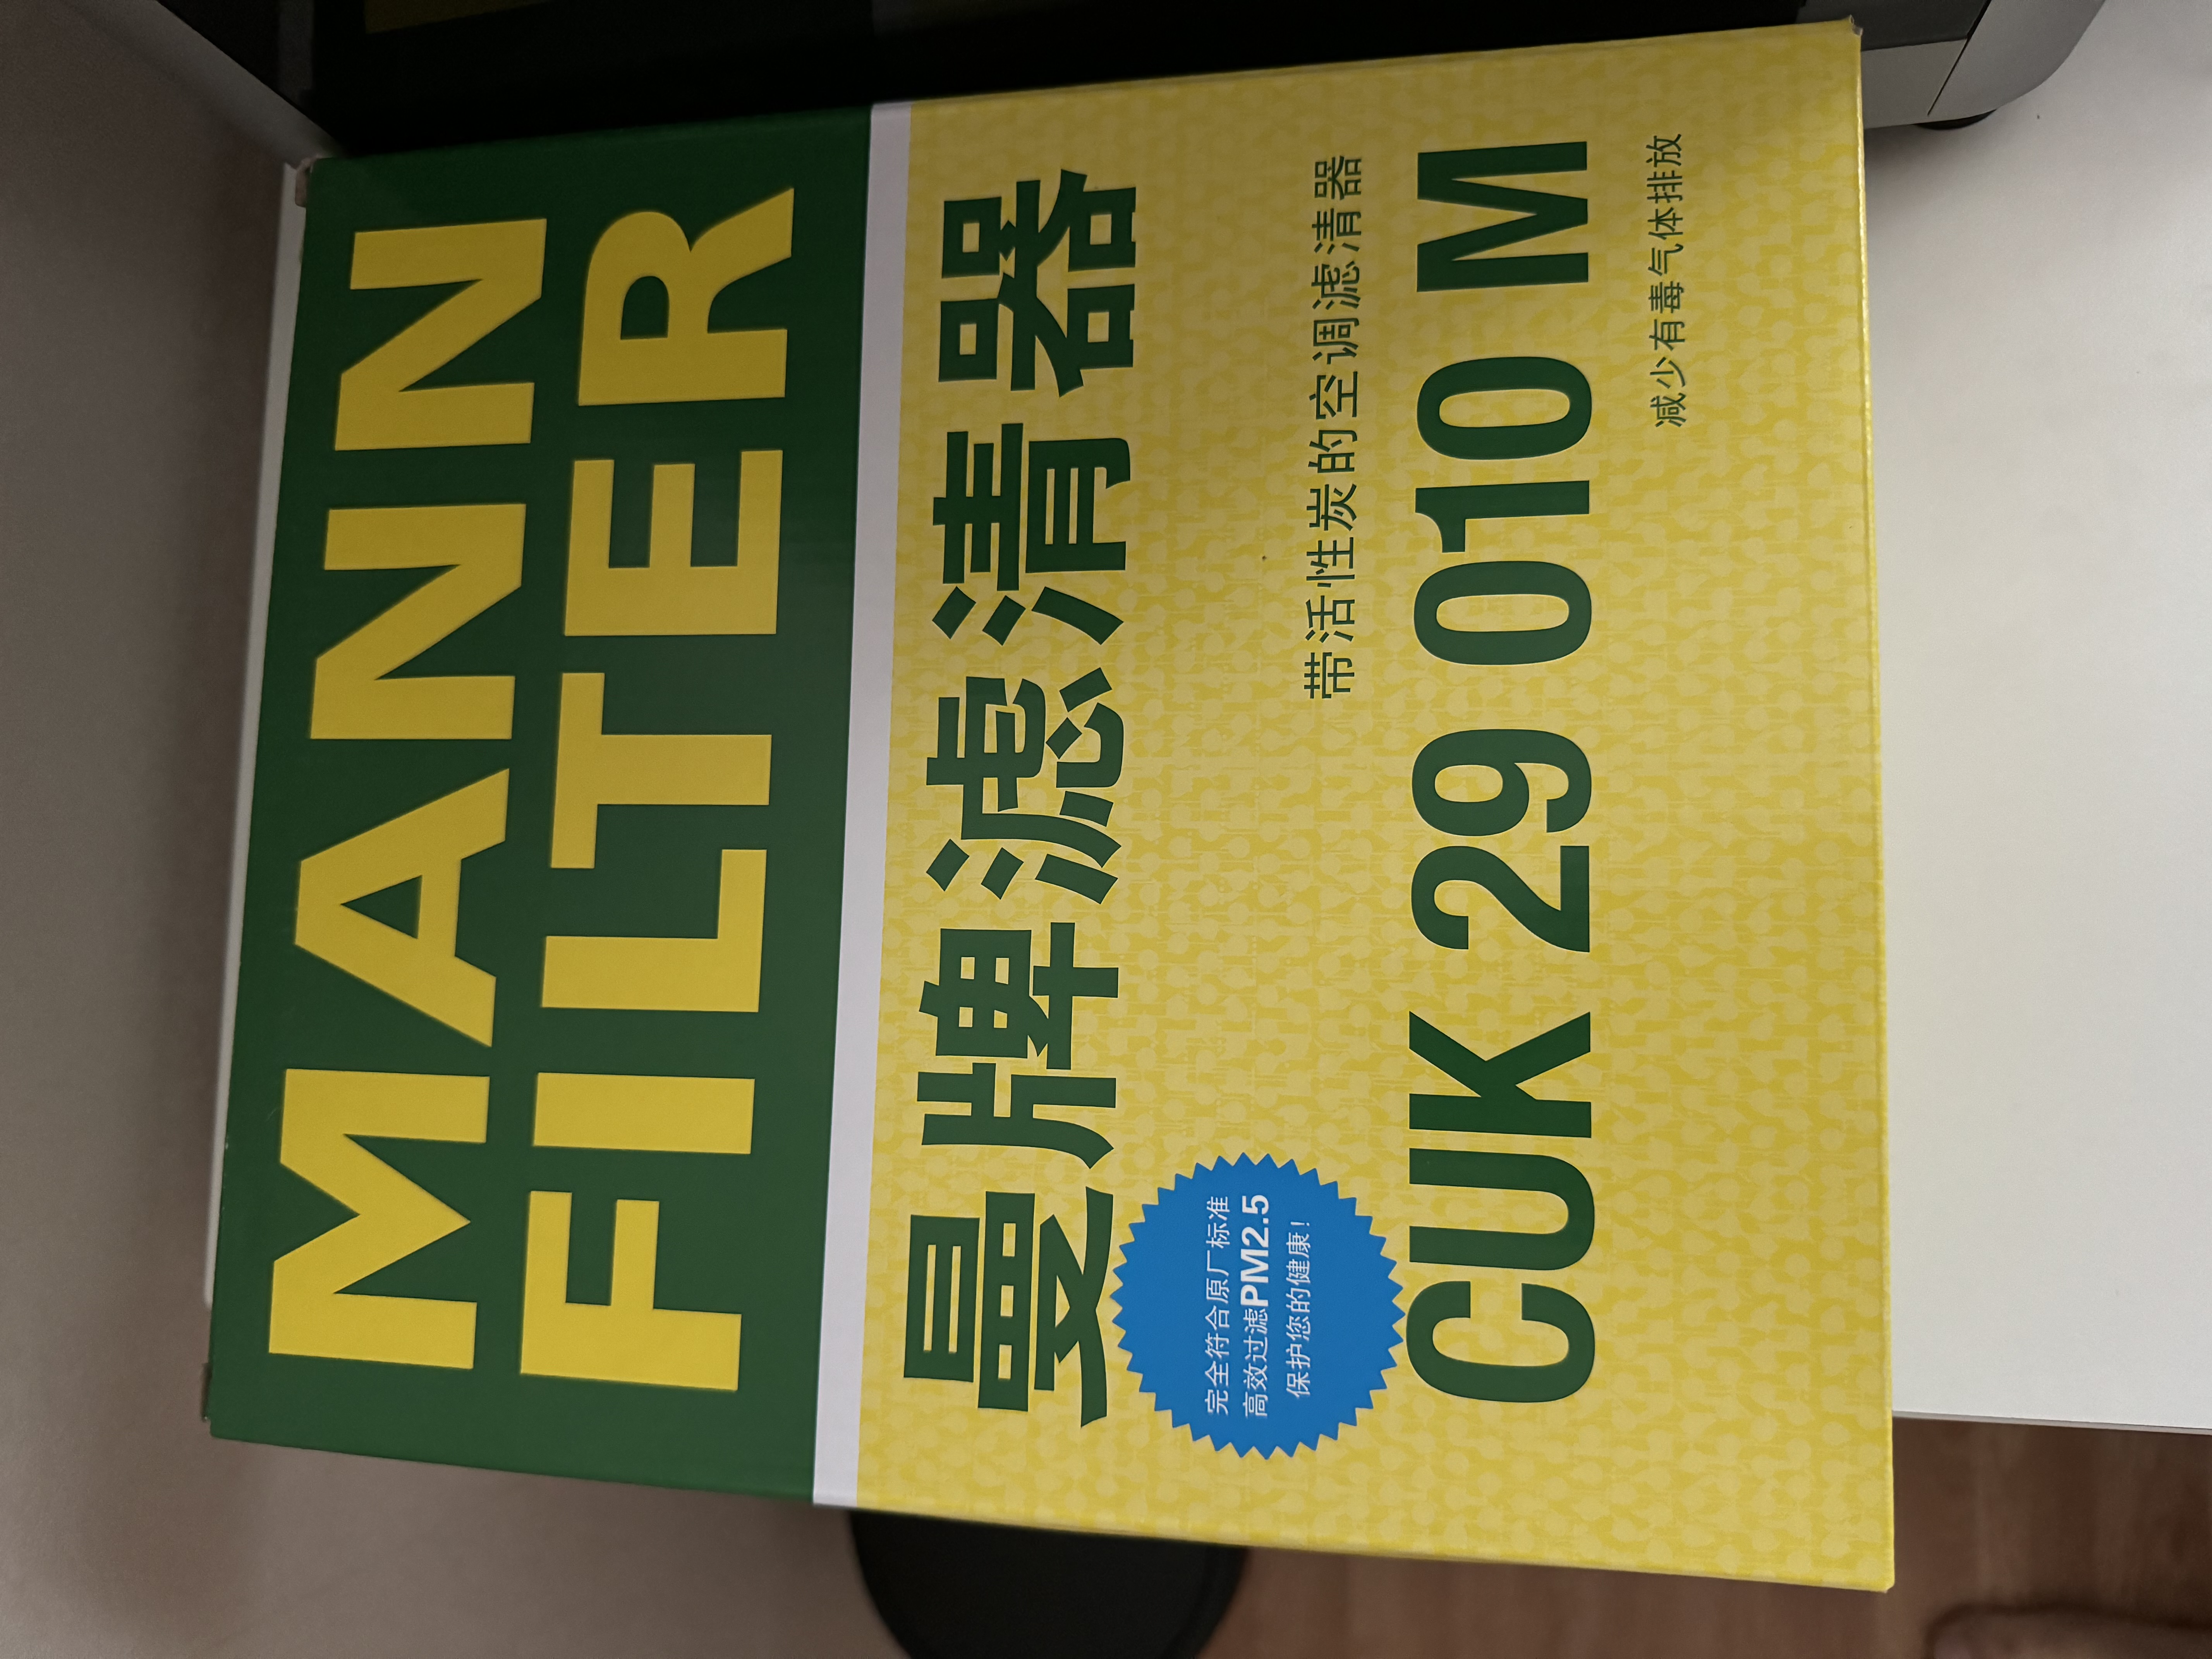 MANN
FILTER
曼牌滤清器
完全符合原厂标准
高效过滤PM2.5
保护您的健康！
带活性炭的空调滤清器
CUK 29 010 M
减少有毒气体排放